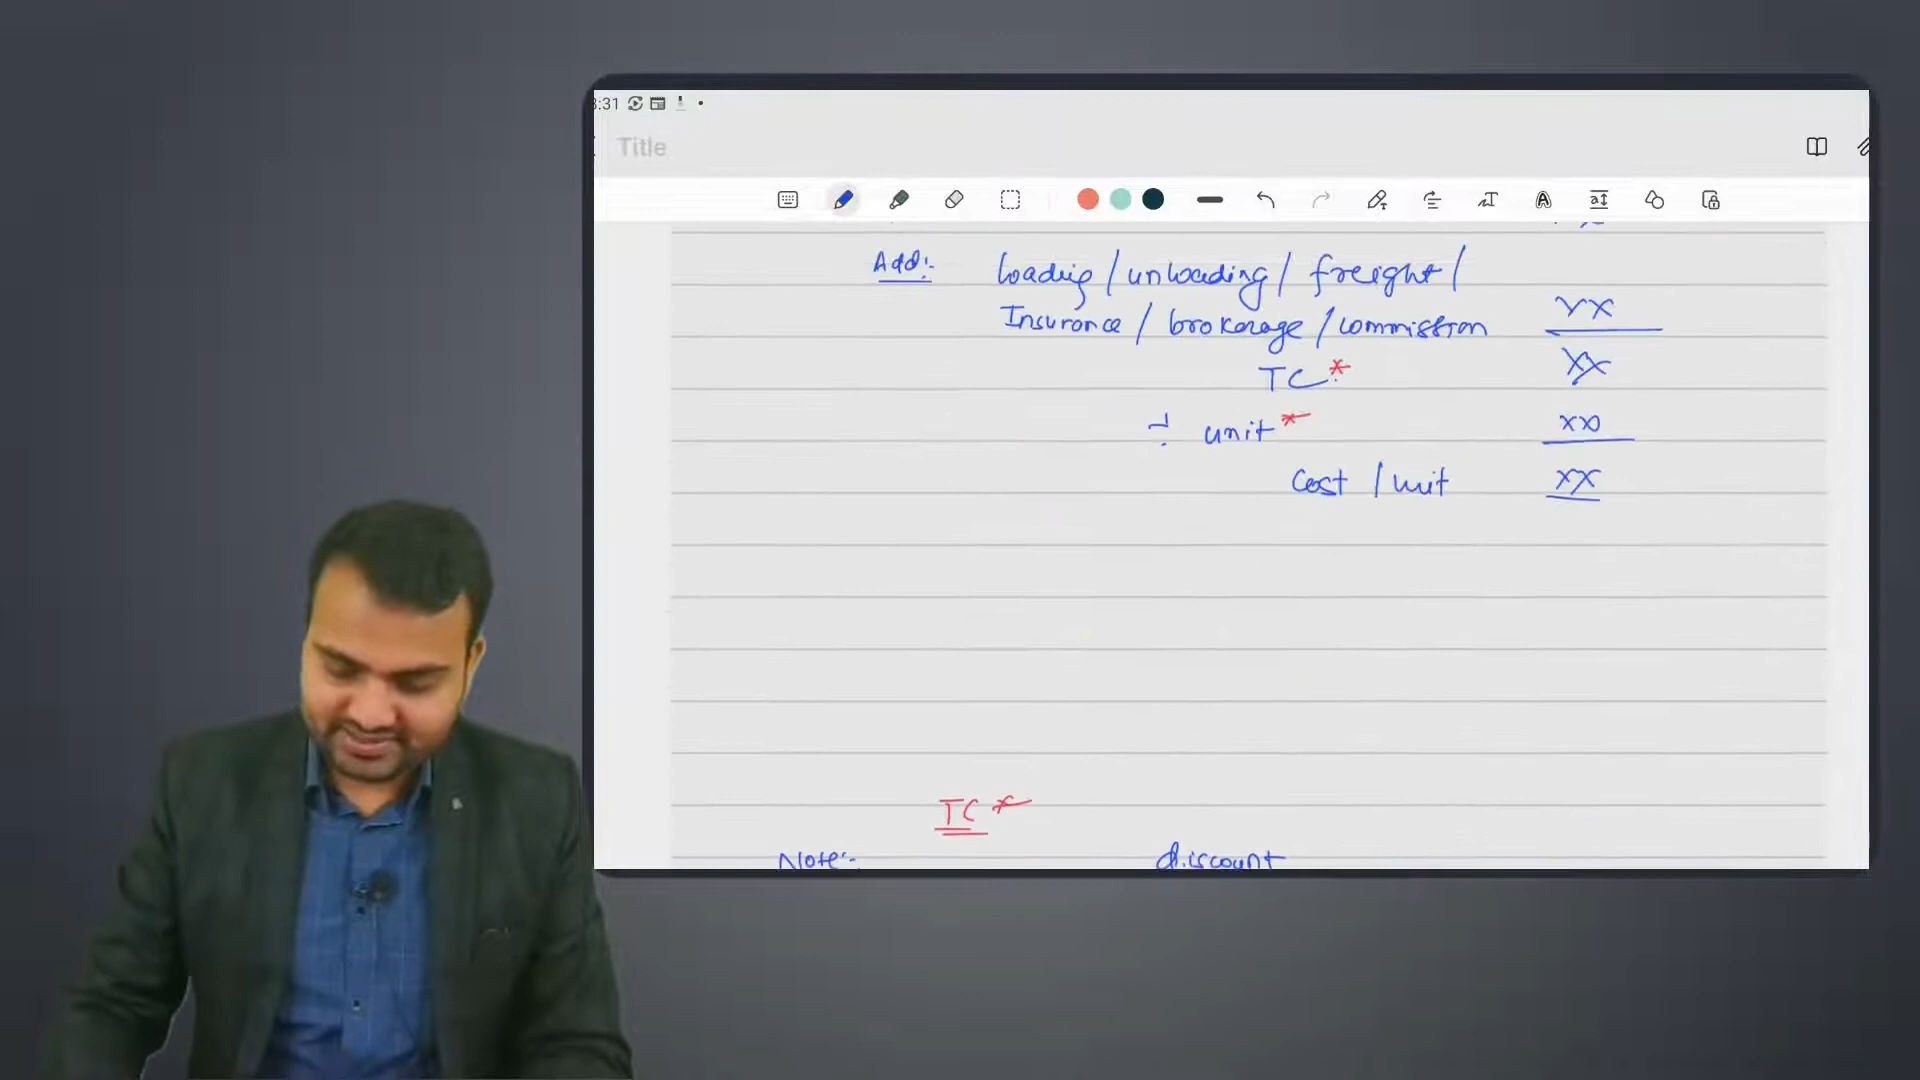 :31
Title
Add:- loading / unloading / freight /
Insurance / brokerage / commission XX
TC * XX
÷ unit * XX
Cost / unit XX
TC *
Note:- discount